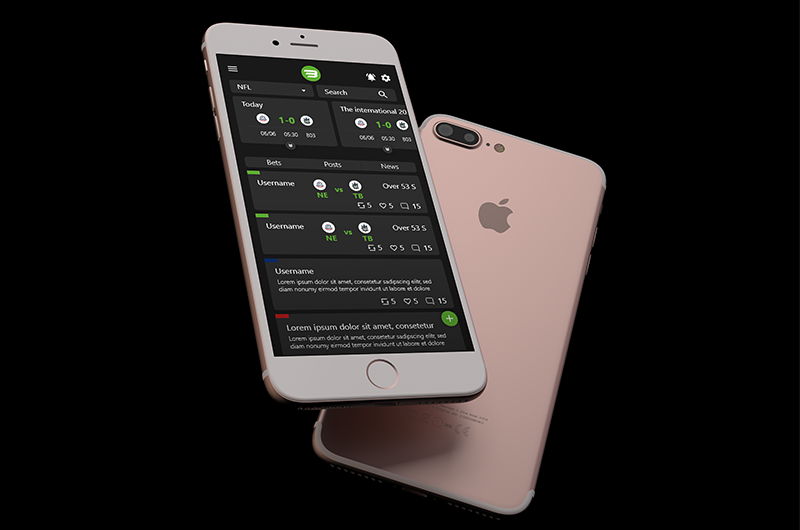 NFL
Search
Today
1-0
06/06 05:30 BO3
The international 20
1-0
06/06 05:30 BO3
Bets Posts News
Username
NE vs TB
Over 53 S
5 5 15
Username
NE vs TB
Over 53 S
5 5 15
Username
Lorem ipsum dolor sit amet, consetetur sadipscing elitr, sed
diam nonumy eirmod tempor invidunt ut labore et dolore
5 5 15
Lorem ipsum dolor sit amet, consetetur
Lorem ipsum dolor sit amet, consetetur sadipscing elitr, sed
diam nonumy eirmod tempor invidunt ut labore et dolore